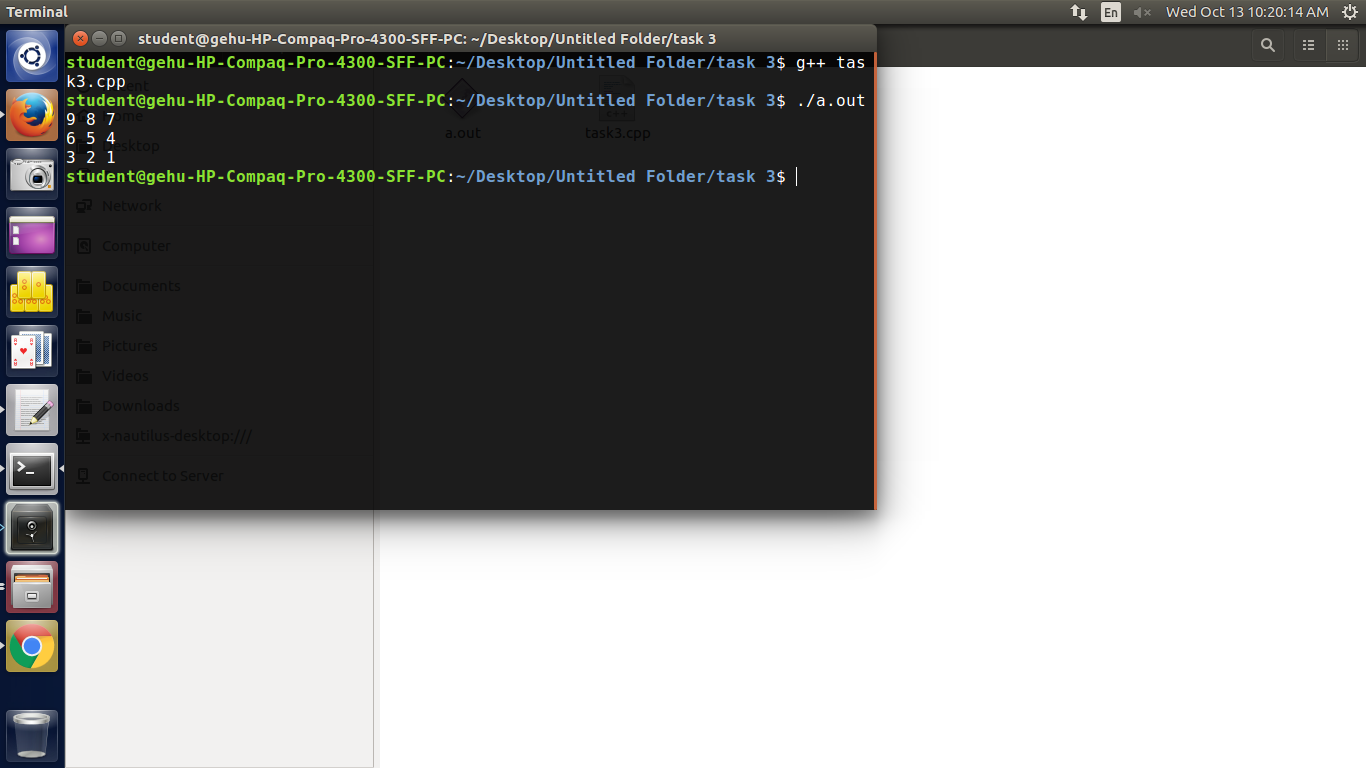 Terminal
En
Wed Oct 13 10:20:14 AM
student@gehu-HP-Compaq-Pro-4300-SFF-PC: ~/Desktop/Untitled Folder/task 3
student@gehu-HP-Compaq-Pro-4300-SFF-PC:~/Desktop/Untitled Folder/task 3$ g++ tas
k3.cpp
student@gehu-HP-Compaq-Pro-4300-SFF-PC:~/Desktop/Untitled Folder/task 3$ ./a.out
9 8 7
6 5 4
3 2 1
student@gehu-HP-Compaq-Pro-4300-SFF-PC:~/Desktop/Untitled Folder/task 3$
Home
a.out
task3.cpp
Desktop
Network
Computer
Documents
Music
Pictures
Videos
Downloads
x-nautilus-desktop:///
Connect to Server